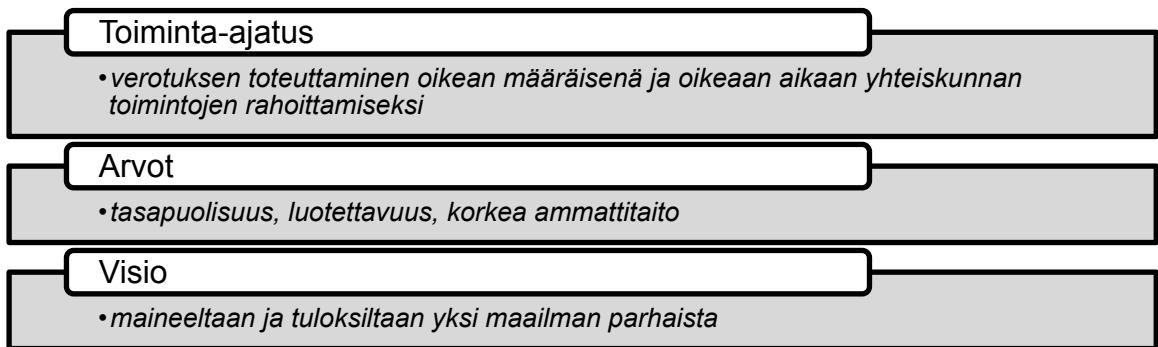 Toiminta-ajatus
•verotuksen toteuttaminen oikean määräisenä ja oikeaan aikaan yhteiskunnan
toimintojen rahoittamiseksi
Arvot
•tasapuolisuus, luotettavuus, korkea ammattitaito
Visio
•maineeltaan ja tuloksiltaan yksi maailman parhaista